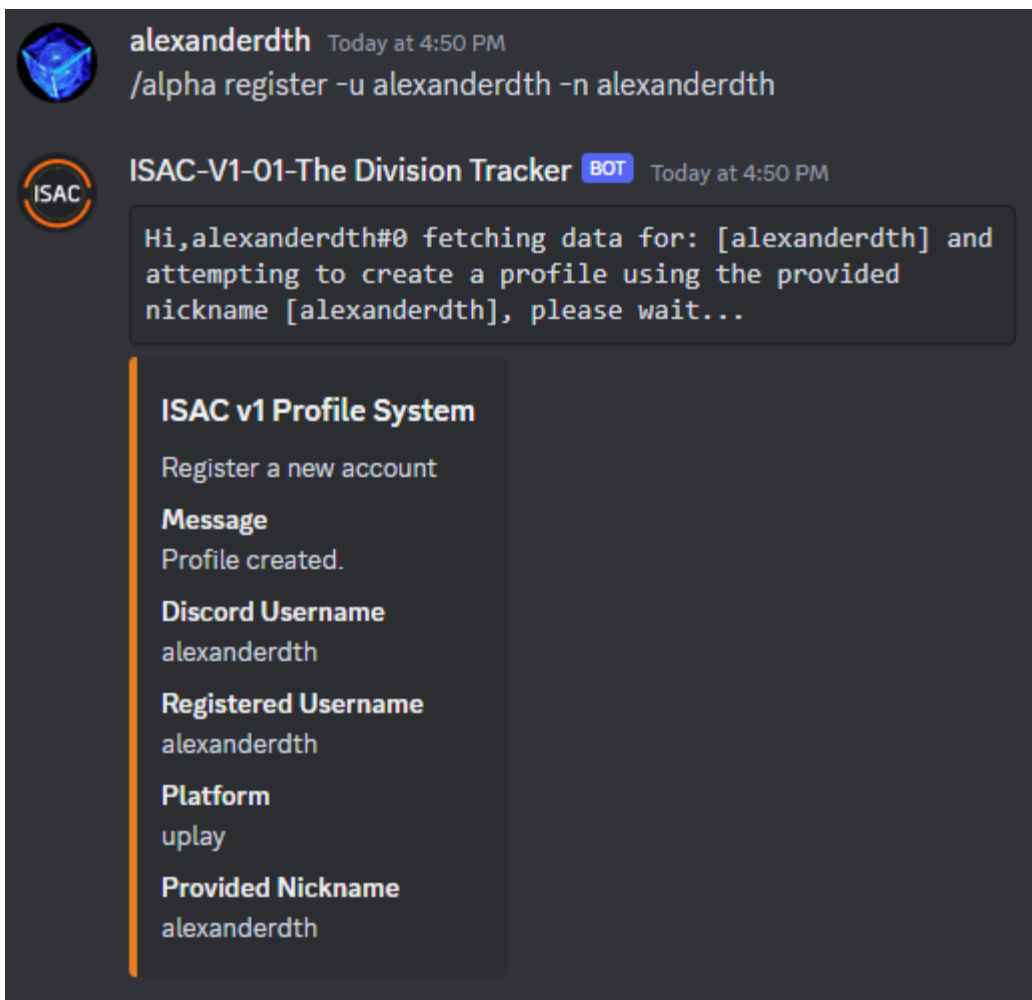 alexanderdth Today at 4:50 PM
/alpha register -u alexanderdth -n alexanderdth
ISAC-V1-01-The Division Tracker BOT Today at 4:50 PM
ISAC
Hi,alexanderdth#0 fetching data for: [alexanderdth] and
attempting to create a profile using the provided
nickname [alexanderdth], please wait...
ISAC v1 Profile System
Register a new account
Message
Profile created.
Discord Username
alexanderdth
Registered Username
alexanderdth
Platform
uplay
Provided Nickname
alexanderdth